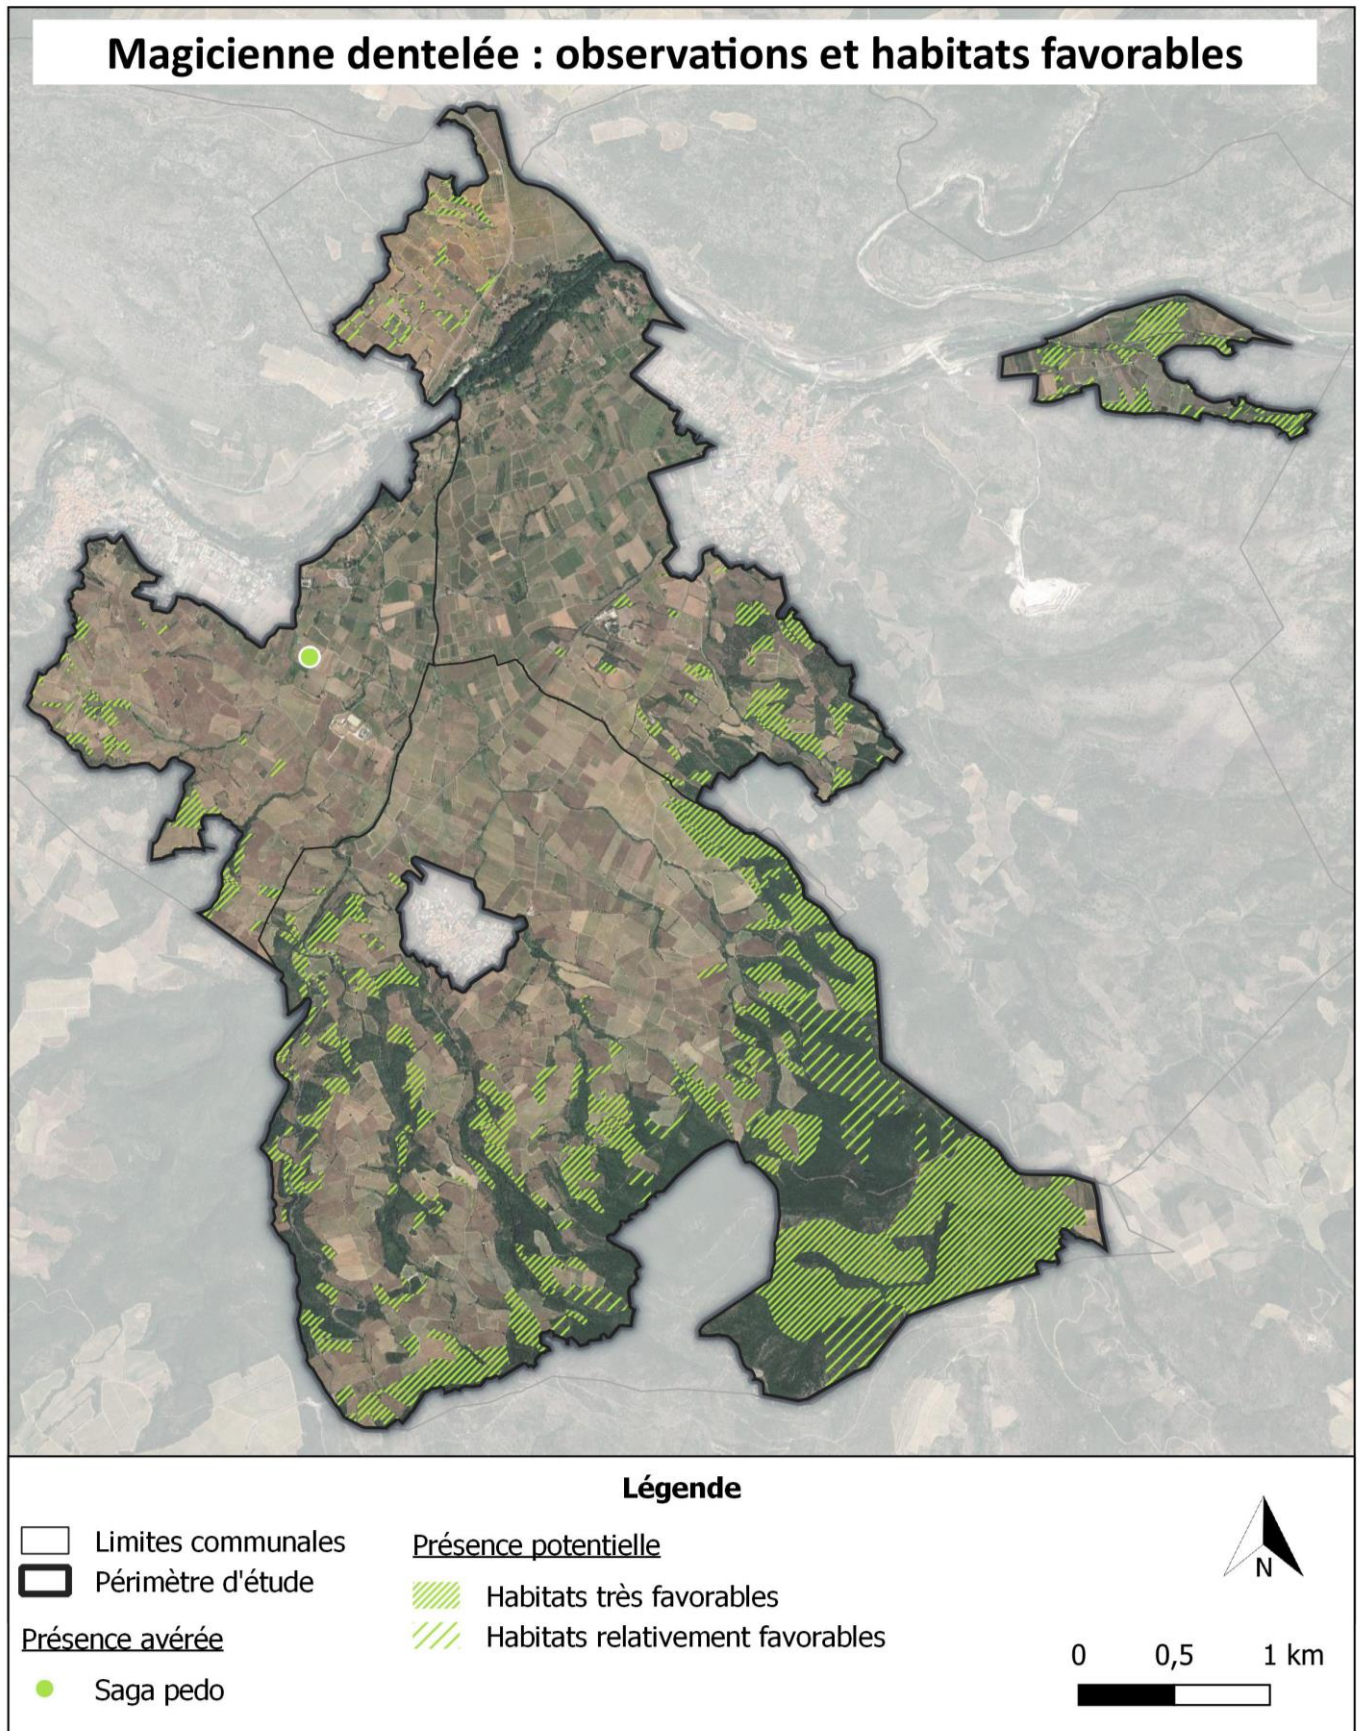 Magicienne dentelée : observations et habitats favorables
Légende
Limites communales
Périmètre d'étude
Présence avérée
Saga pedo
Présence potentielle
Habitats très favorables
Habitats relativement favorables
N
0 0,5 1 km